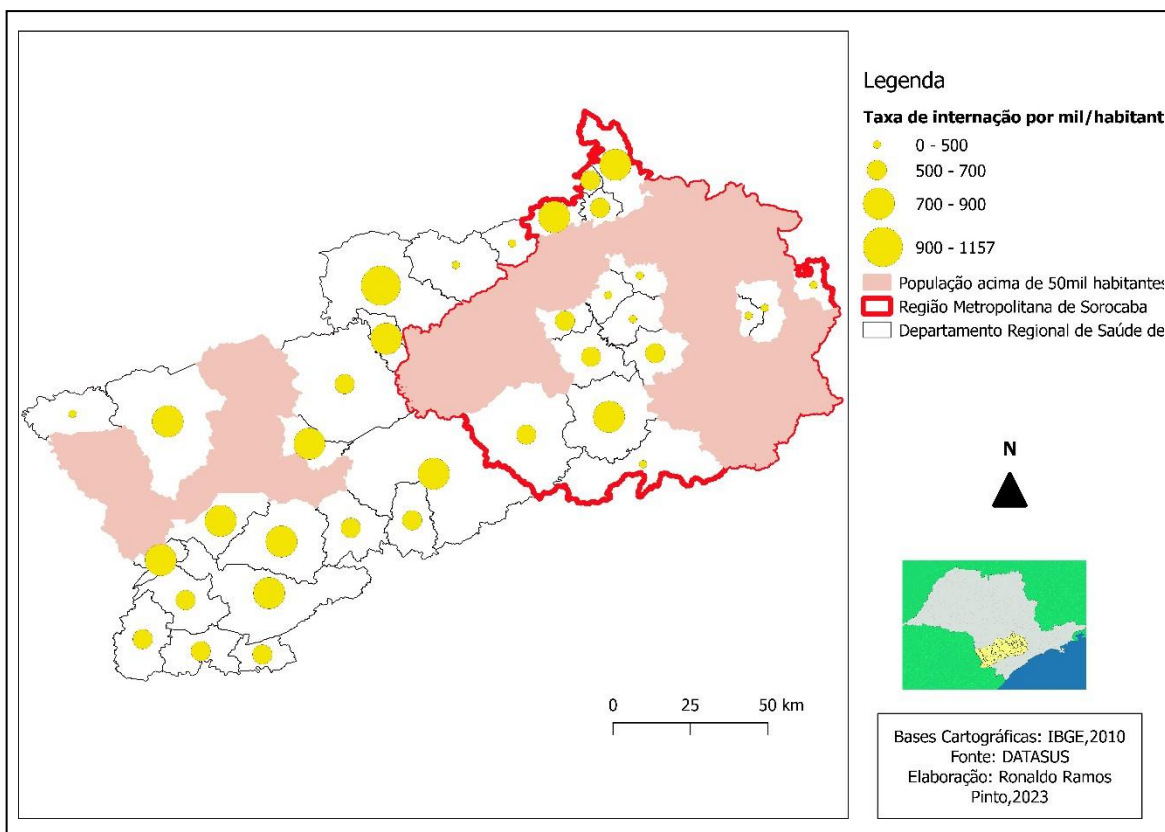 Legenda
Taxa de internação por mil/habitant
0 - 500
500 - 700
700 - 900
900 - 1157
População acima de 50mil habitantes
Região Metropolitana de Sorocaba
Departamento Regional de Saúde de
N
0 25 50 km
Bases Cartográficas: IBGE,2010
Fonte: DATASUS
Elaboração: Ronaldo Ramos
Pinto,2023